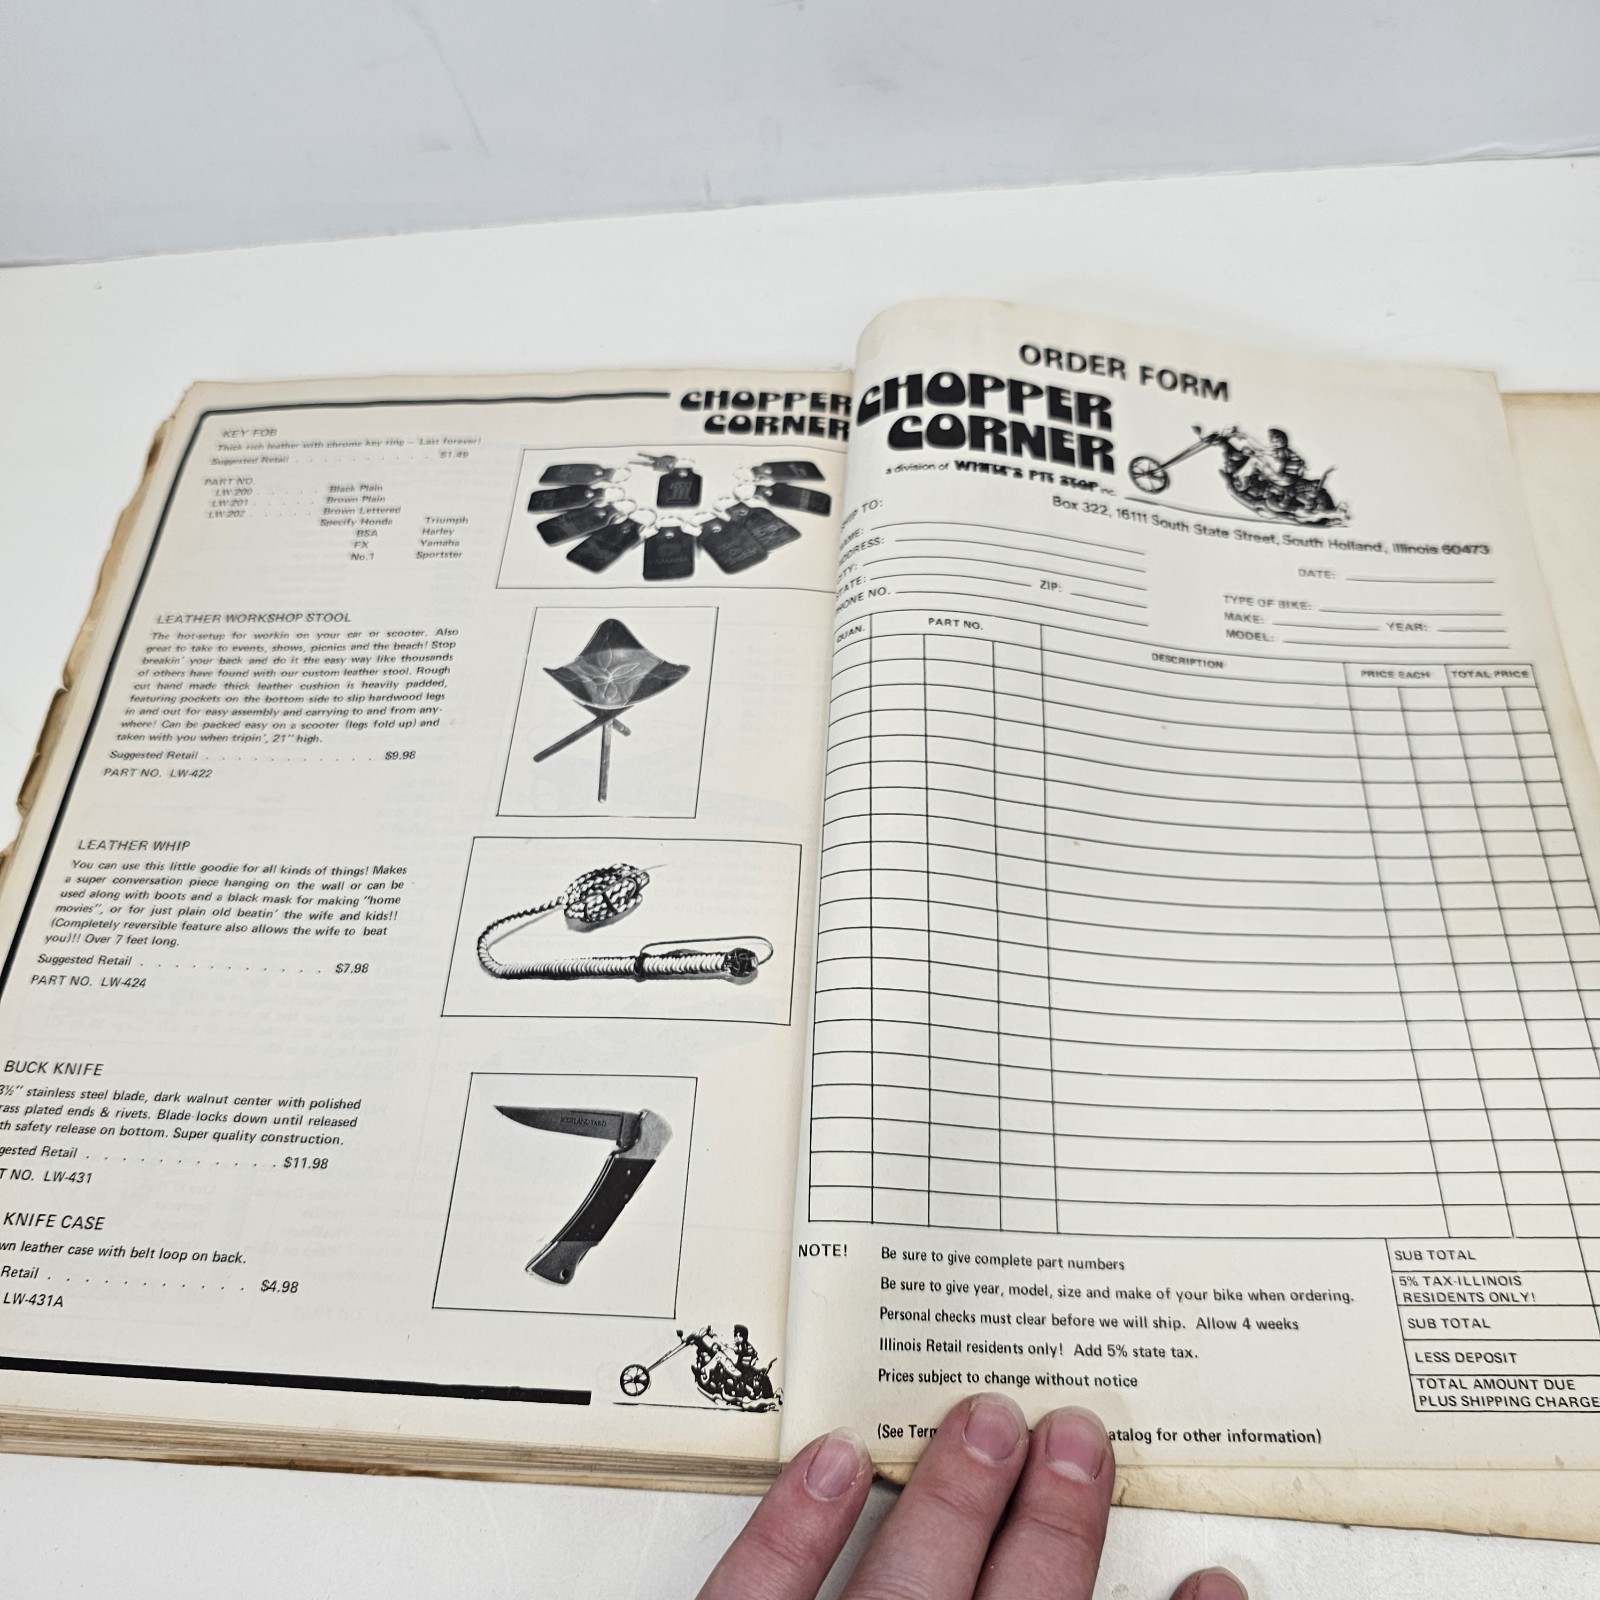 CHOPPER
CORNER
KEY FOB
Thick rich leather with chrome key ring — Last forever!
Suggested Retail . . . . . . . . . . . $1.49
PART NO.
LW-200 . . . . . . Black Plain
LW-201 . . . . . . Brown Plain
LW-202 . . . . . . Brown Lettered
Specify Honda Triumph
BSA Harley
FX Yamaha
No.1 Sportster
LEATHER WORKSHOP STOOL
The hot-setup for workin on your car or scooter. Also
great to take to events, shows, picnics and the beach! Stop
breakin' your back and do it the easy way like thousands
of others have found with our custom leather stool. Rough
cut hand made thick leather cushion is heavily padded,
featuring pockets on the bottom side to slip hardwood legs
in and out for easy assembly and carrying to and from any-
where! Can be packed easy on a scooter (legs fold up) and
taken with you when tripin', 21" high.
Suggested Retail . . . . . . . . . . . $9.98
PART NO. LW-422
LEATHER WHIP
You can use this little goodie for all kinds of things! Makes
a super conversation piece hanging on the wall or can be
used along with boots and a black mask for making "home
movies", or for just plain old beatin' the wife and kids!!
(Completely reversible feature also allows the wife to beat
you)!! Over 7 feet long.
Suggested Retail . . . . . . . . . . . $7.98
PART NO. LW-424
BUCK KNIFE
3½" stainless steel blade, dark walnut center with polished
rass plated ends & rivets. Blade locks down until released
th safety release on bottom. Super quality construction.
gested Retail . . . . . . . . . . . $11.98
T NO. LW-431
KNIFE CASE
wn leather case with belt loop on back.
Retail . . . . . . . . . . . $4.98
LW-431A
ORDER FORM
CHOPPER
CORNER
a division of WHITE'S PIT STOP inc.
Box 322, 16111 South State Street, South Holland, Illinois 60473
SHIP TO:
NAME:
ADDRESS:
CITY:
STATE: ZIP:
PHONE NO.
DATE:
TYPE OF BIKE:
MAKE: YEAR:
MODEL:
QUAN. PART NO. DESCRIPTION PRICE EACH TOTAL PRICE
NOTE! Be sure to give complete part numbers
Be sure to give year, model, size and make of your bike when ordering.
Personal checks must clear before we will ship. Allow 4 weeks
Illinois Retail residents only! Add 5% state tax.
Prices subject to change without notice
(See Term atalog for other information)
SUB TOTAL
5% TAX-ILLINOIS
RESIDENTS ONLY!
SUB TOTAL
LESS DEPOSIT
TOTAL AMOUNT DUE
PLUS SHIPPING CHARGE